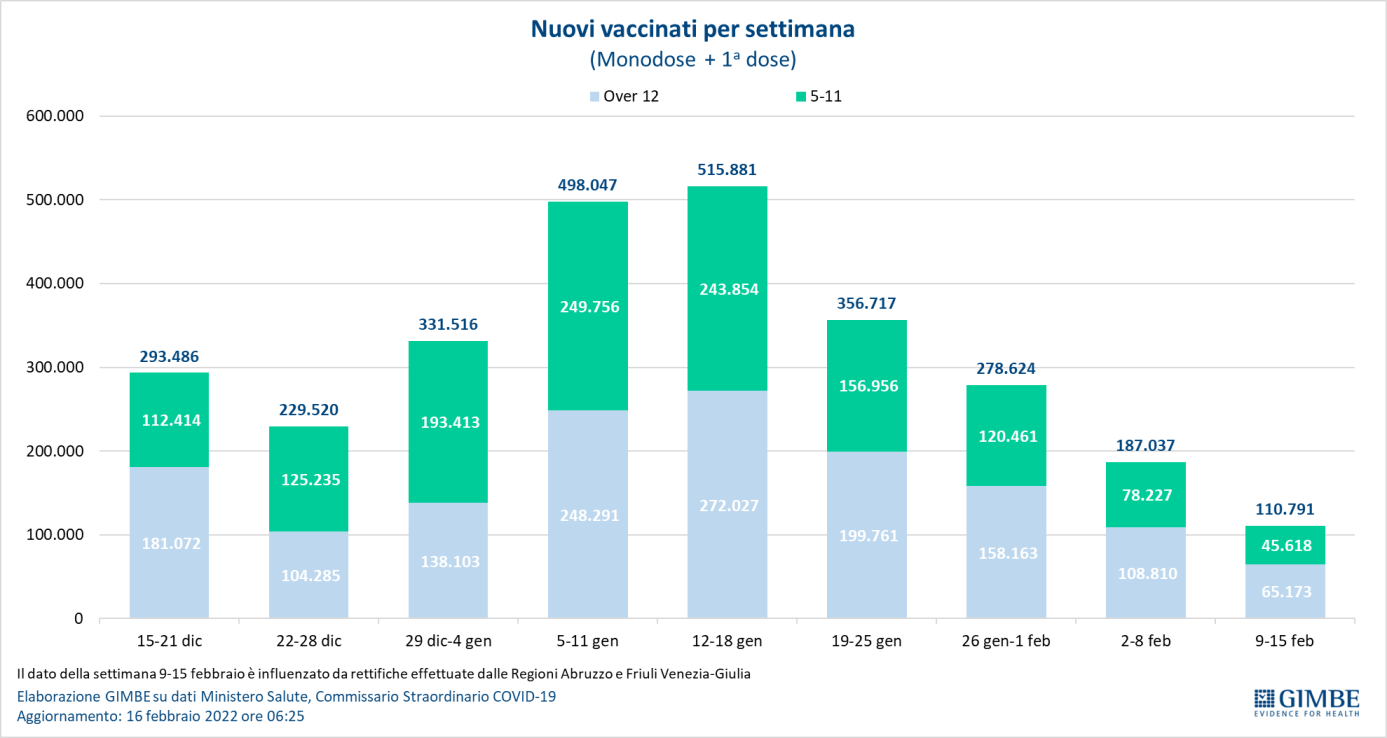 Nuovi vaccinati per settimana
(Monodose + 1ª dose)
Over 12
5-11
600.000
500.000
400.000
300.000
200.000
100.000
0
293.486
112.414
181.072
229.520
125.235
104.285
331.516
193.413
138.103
498.047
249.756
248.291
515.881
243.854
272.027
356.717
156.956
199.761
278.624
120.461
158.163
187.037
78.227
108.810
110.791
45.618
65.173
15-21 dic
22-28 dic
29 dic-4 gen
5-11 gen
12-18 gen
19-25 gen
26 gen-1 feb
2-8 feb
9-15 feb
Il dato della settimana 9-15 febbraio è influenzato da rettifiche effettuate dalle Regioni Abruzzo e Friuli Venezia-Giulia
Elaborazione GIMBE su dati Ministero Salute, Commissario Straordinario COVID-19
Aggiornamento: 16 febbraio 2022 ore 06:25
GIMBE
EVIDENCE FOR HEALTH